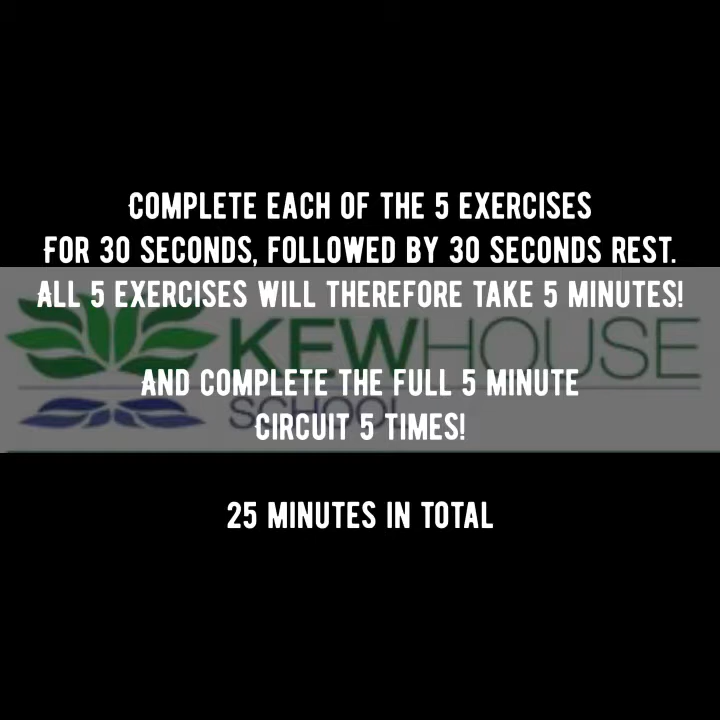 COMPLETE EACH OF THE 5 EXERCISES
FOR 30 SECONDS, FOLLOWED BY 30 SECONDS REST.
ALL 5 EXERCISES WILL THEREFORE TAKE 5 MINUTES!
KEWHOUSE
AND COMPLETE THE FULL 5 MINUTE
SCHOOL
CIRCUIT 5 TIMES!
25 MINUTES IN TOTAL